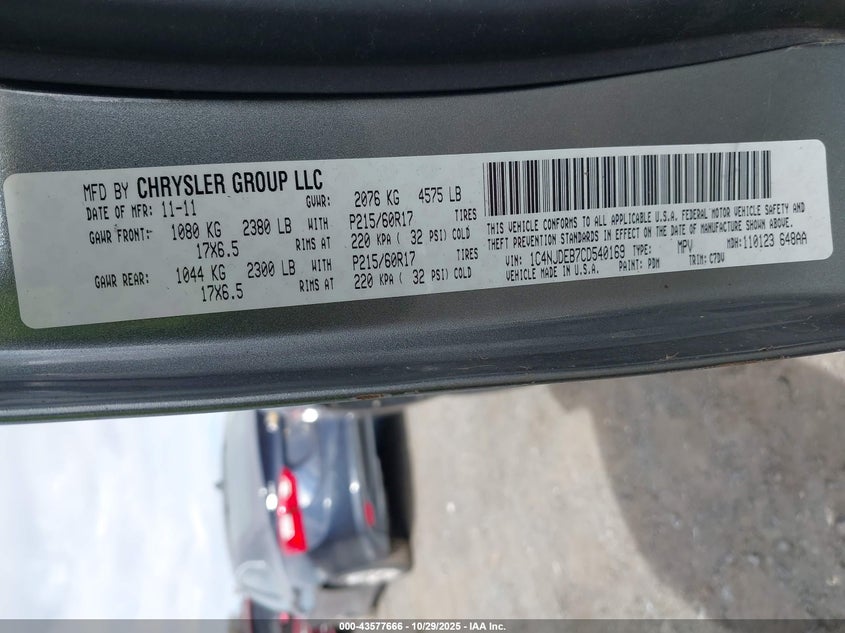 MFD BY CHRYSLER GROUP LLC
DATE OF MFR: 11-11 GVWR: 2076 KG 4575 LB
GAWR FRONT: 1080 KG 2380 LB WITH P215/60R17 TIRES
17X6.5 RIMS AT 220 KPA ( 32 PSI) COLD
GAWR REAR: 1044 KG 2300 LB WITH P215/60R17 TIRES
17X6.5 RIMS AT 220 KPA ( 32 PSI) COLD
THIS VEHICLE CONFORMS TO ALL APPLICABLE U.S.A. FEDERAL MOTOR VEHICLE SAFETY AND
THEFT PREVENTION STANDARDS IN EFFECT ON THE DATE OF MANUFACTURE SHOWN ABOVE.
VIN: 1C4NJDEB7CD540169 TYPE: MPV MDH: 110123 648AA
VEHICLE MADE IN U.S.A. PAINT: PDM TRIM: C7DV
000-43577666 • 10/29/2025 • IAA Inc.